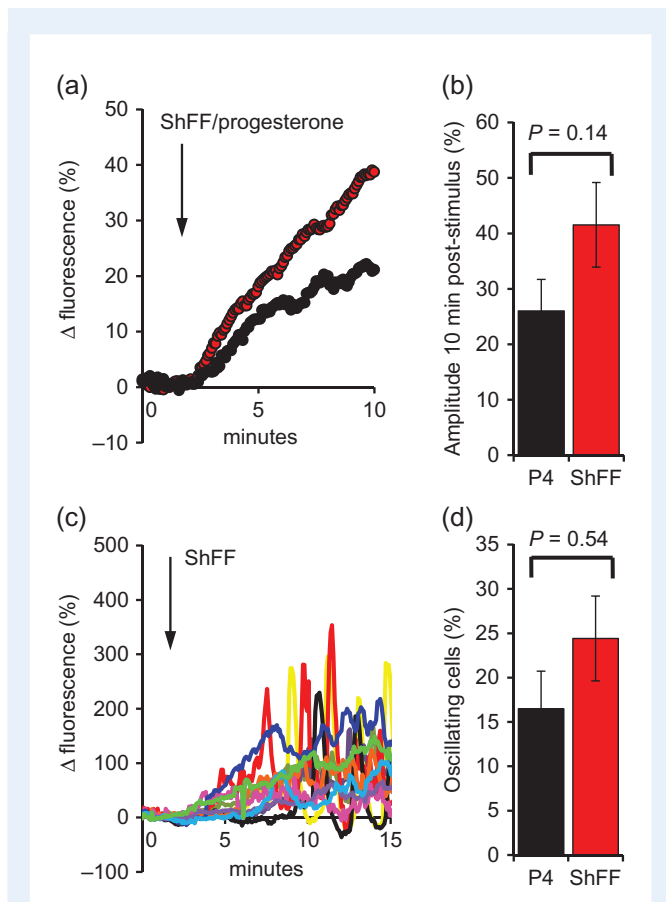 (a)
50
40
30
20
10
0
–10
Δ fluorescence (%)
ShFF/progesterone
0
5
10
minutes
(b)
60
50
40
30
20
10
0
Amplitude 10 min post-stimulus (%)
P = 0.14
P4
ShFF
(c)
500
400
300
200
100
0
–100
Δ fluorescence (%)
ShFF
0
5
10
15
minutes
(d)
35
30
25
20
15
10
5
0
Oscillating cells (%)
P = 0.54
P4
ShFF